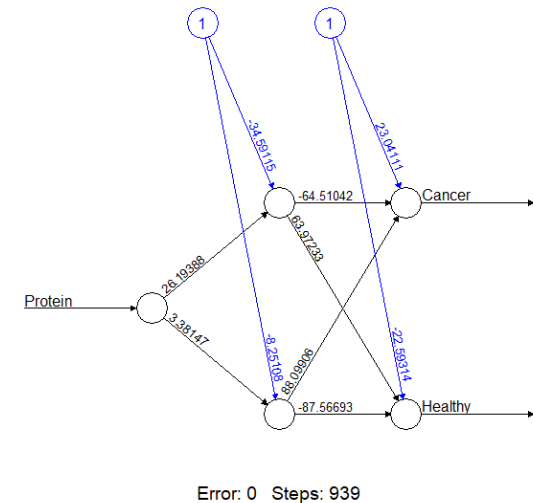 1 1
-34.59115
23.04111
-64.51042
Cancer
63.97233
26.19388
Protein
3.38147
-8.25108
88.09906
-22.59314
-87.56693
Healthy
Error: 0 Steps: 939